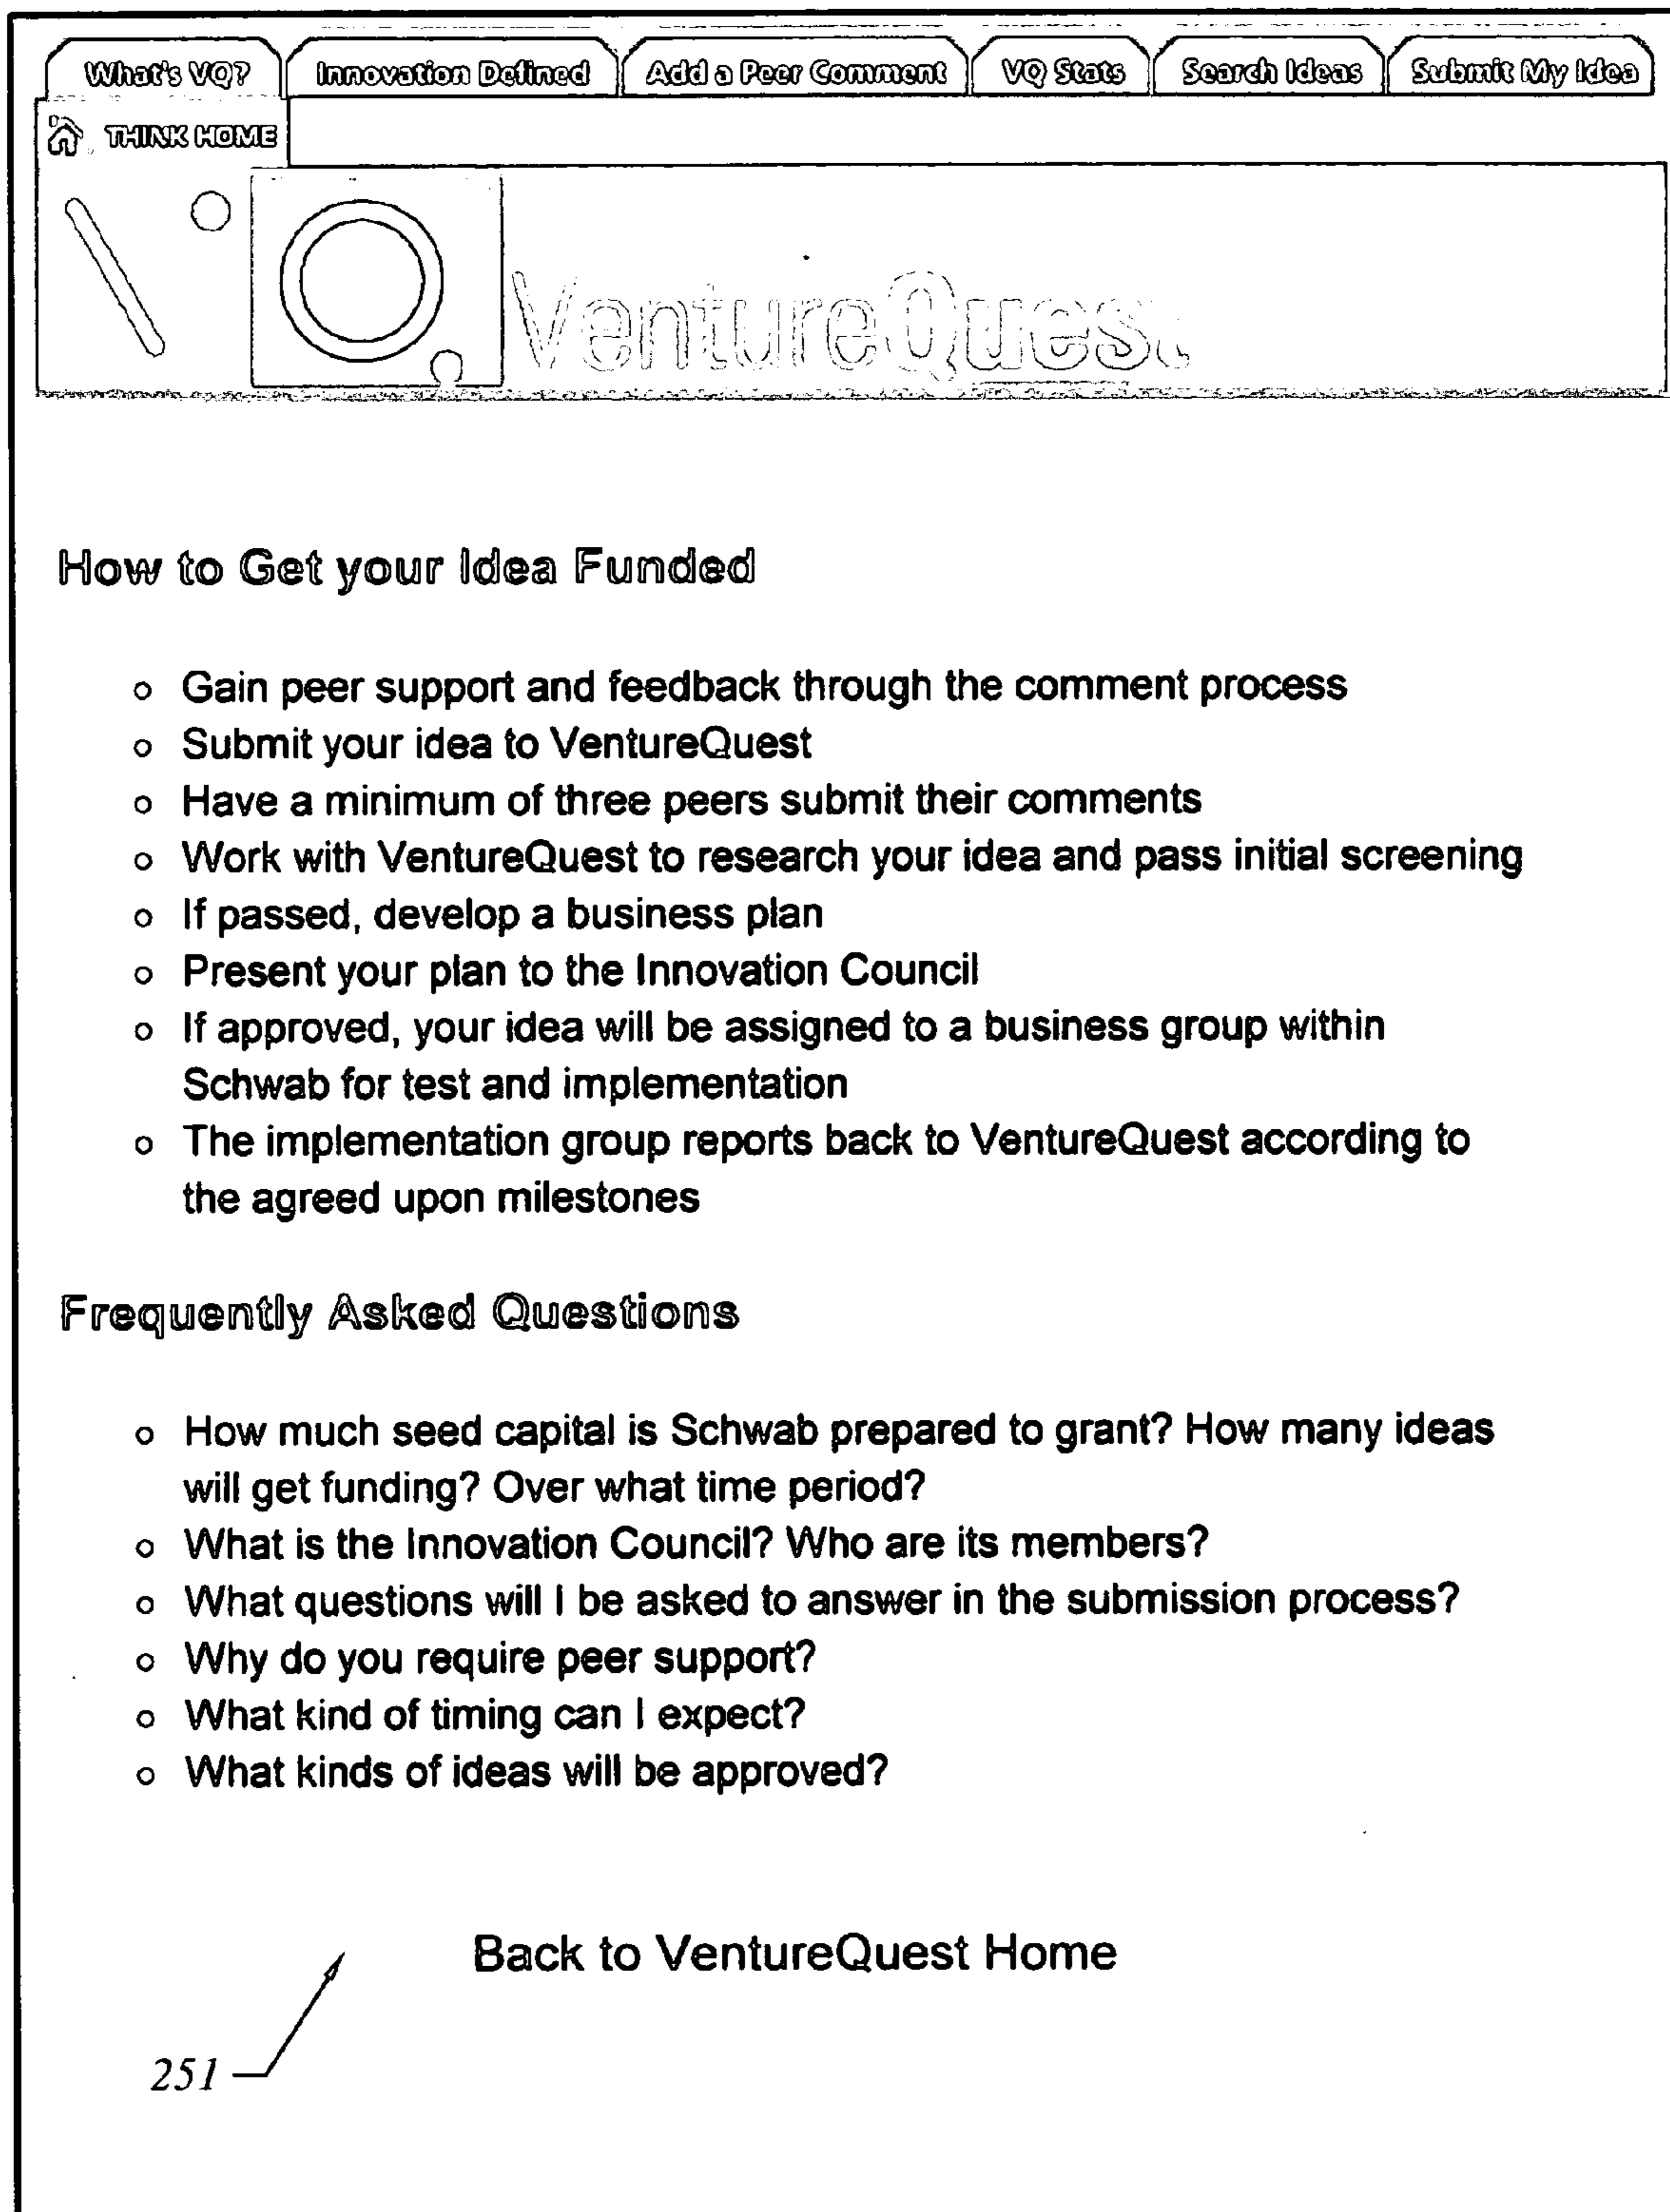 What's VQ? Innovation Defined Add a Peer Comment VQ Stats Search Ideas Submit My Idea
THINK HOME
VentureQuest
How to Get your Idea Funded
o Gain peer support and feedback through the comment process
o Submit your idea to VentureQuest
o Have a minimum of three peers submit their comments
o Work with VentureQuest to research your idea and pass initial screening
o If passed, develop a business plan
o Present your plan to the Innovation Council
o If approved, your idea will be assigned to a business group within
Schwab for test and implementation
o The implementation group reports back to VentureQuest according to
the agreed upon milestones
Frequently Asked Questions
o How much seed capital is Schwab prepared to grant? How many ideas
will get funding? Over what time period?
o What is the Innovation Council? Who are its members?
o What questions will I be asked to answer in the submission process?
o Why do you require peer support?
o What kind of timing can I expect?
o What kinds of ideas will be approved?
Back to VentureQuest Home
251